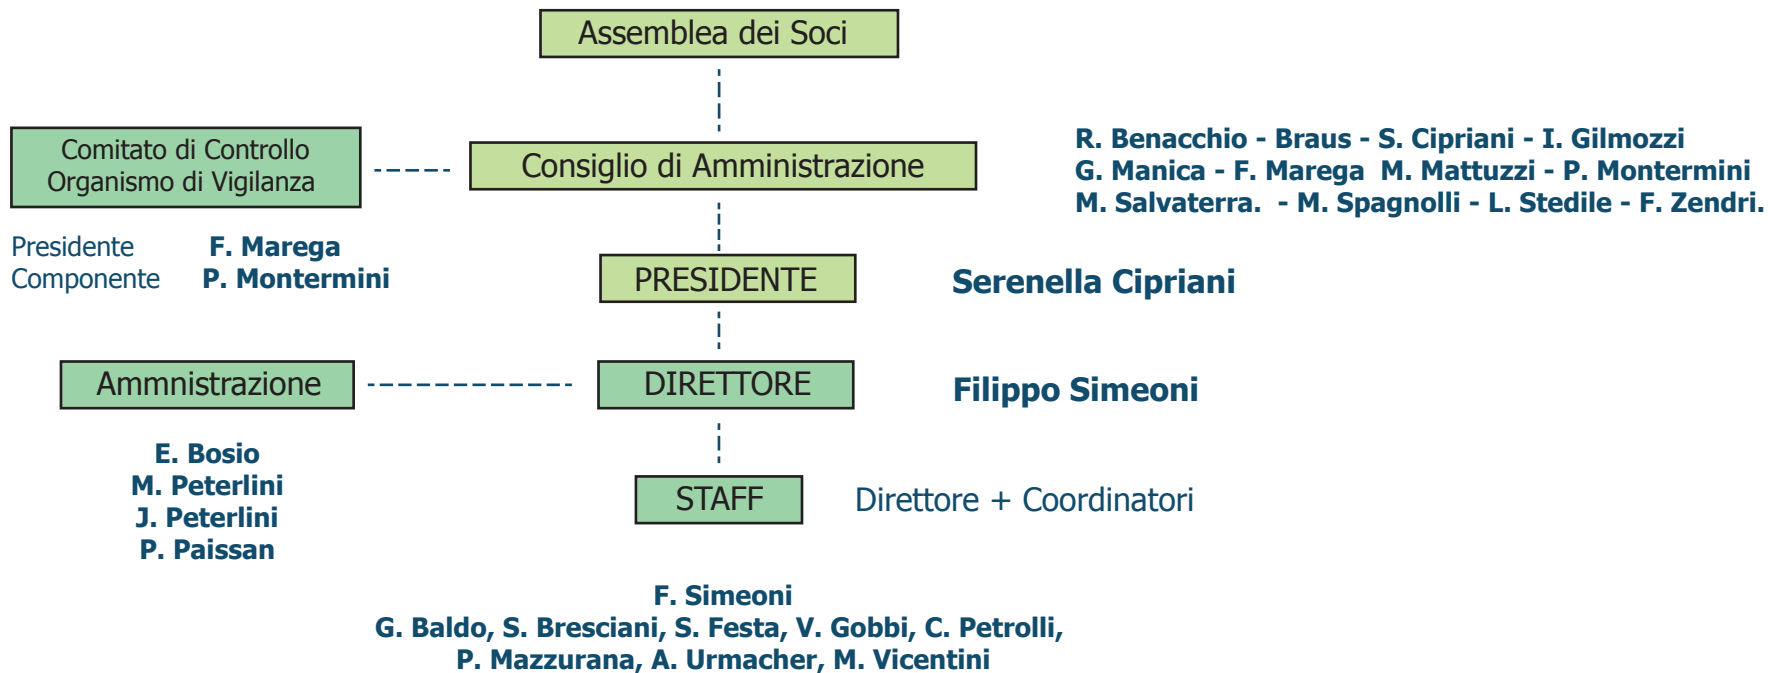 Assemblea dei Soci
Comitato di Controllo
Organismo di Vigilanza
Consiglio di Amministrazione
R. Benacchio - Braus - S. Cipriani - I. Gilmozzi
G. Manica - F. Marega  M. Mattuzzi - P. Montermini
M. Salvaterra.  - M. Spagnolli - L. Stedile - F. Zendri.
Presidente F. Marega
Componente P. Montermini
PRESIDENTE
Serenella Cipriani
Ammnistrazione
DIRETTORE
Filippo Simeoni
E. Bosio
M. Peterlini
J. Peterlini
P. Paissan
STAFF
Direttore + Coordinatori
F. Simeoni
G. Baldo, S. Bresciani, S. Festa, V. Gobbi, C. Petrolli,
P. Mazzurana, A. Urmacher, M. Vicentini